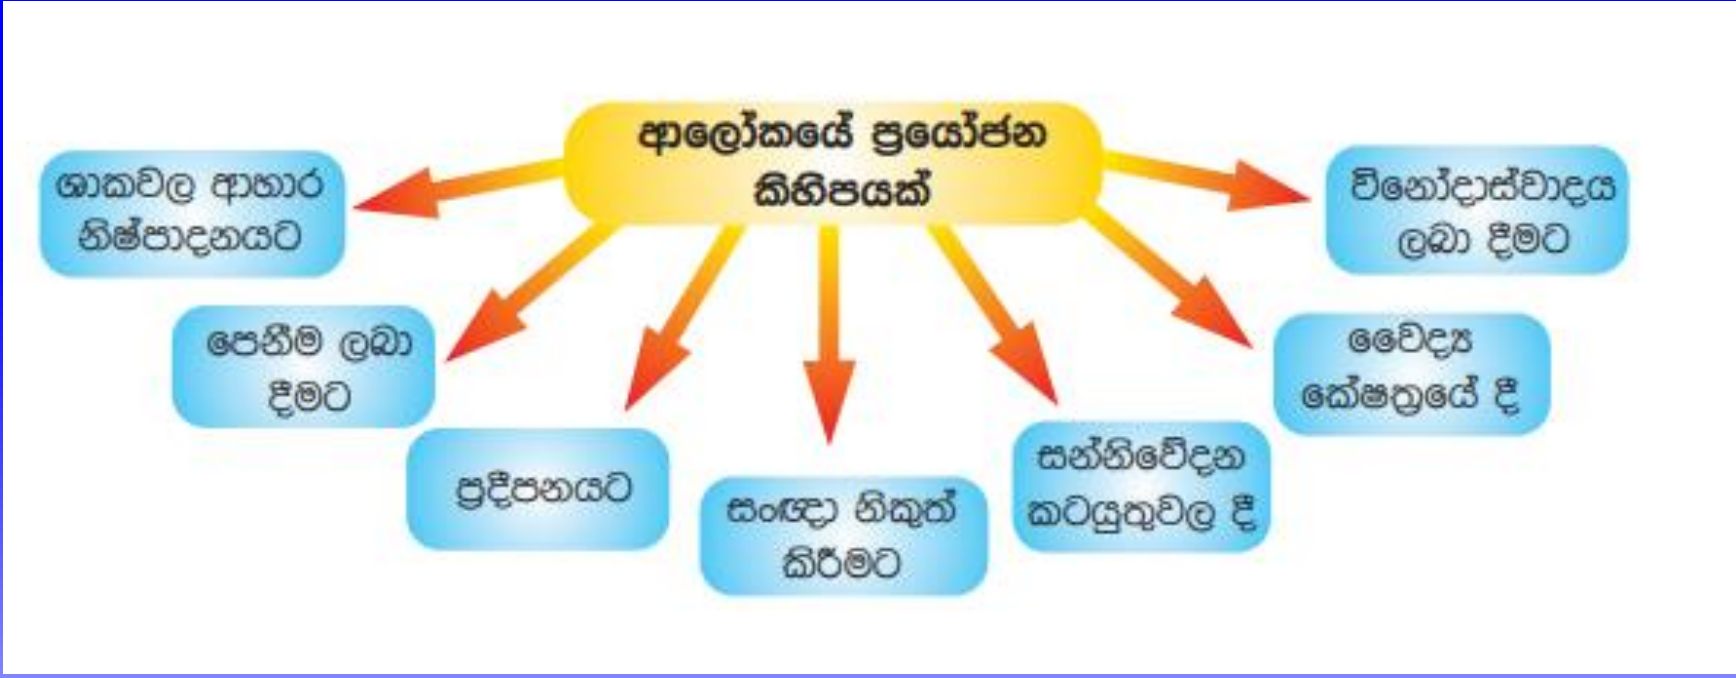 ආලෝකයේ ප්‍රයෝජන
කිහිපයක්
ශාකවල ආහාර
නිෂ්පාදනයට
පෙනීම ලබා
දීමට
ප්‍රදීපනයට
සංඥා නිකුත්
කිරීමට
සන්නිවේදන
කටයුතුවල දී
වෛද්‍ය
ක්ෂේත්‍රයේ දී
විනෝදාස්වාදය
ලබා දීමට